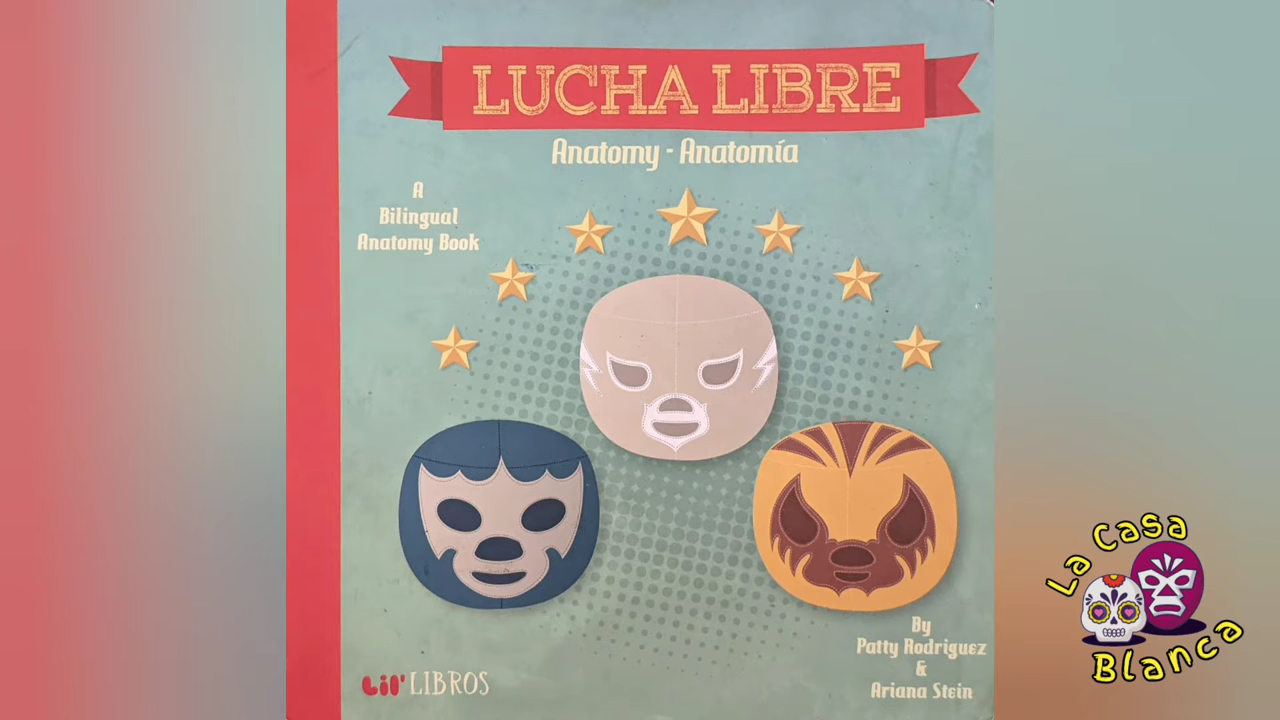 LUCHA LIBRE
Anatomy - Anatomía
A
Bilingual
Anatomy Book
By
Patty Rodriguez
&
Ariana Stein
Lil' LIBROS
La Casa
Blanca